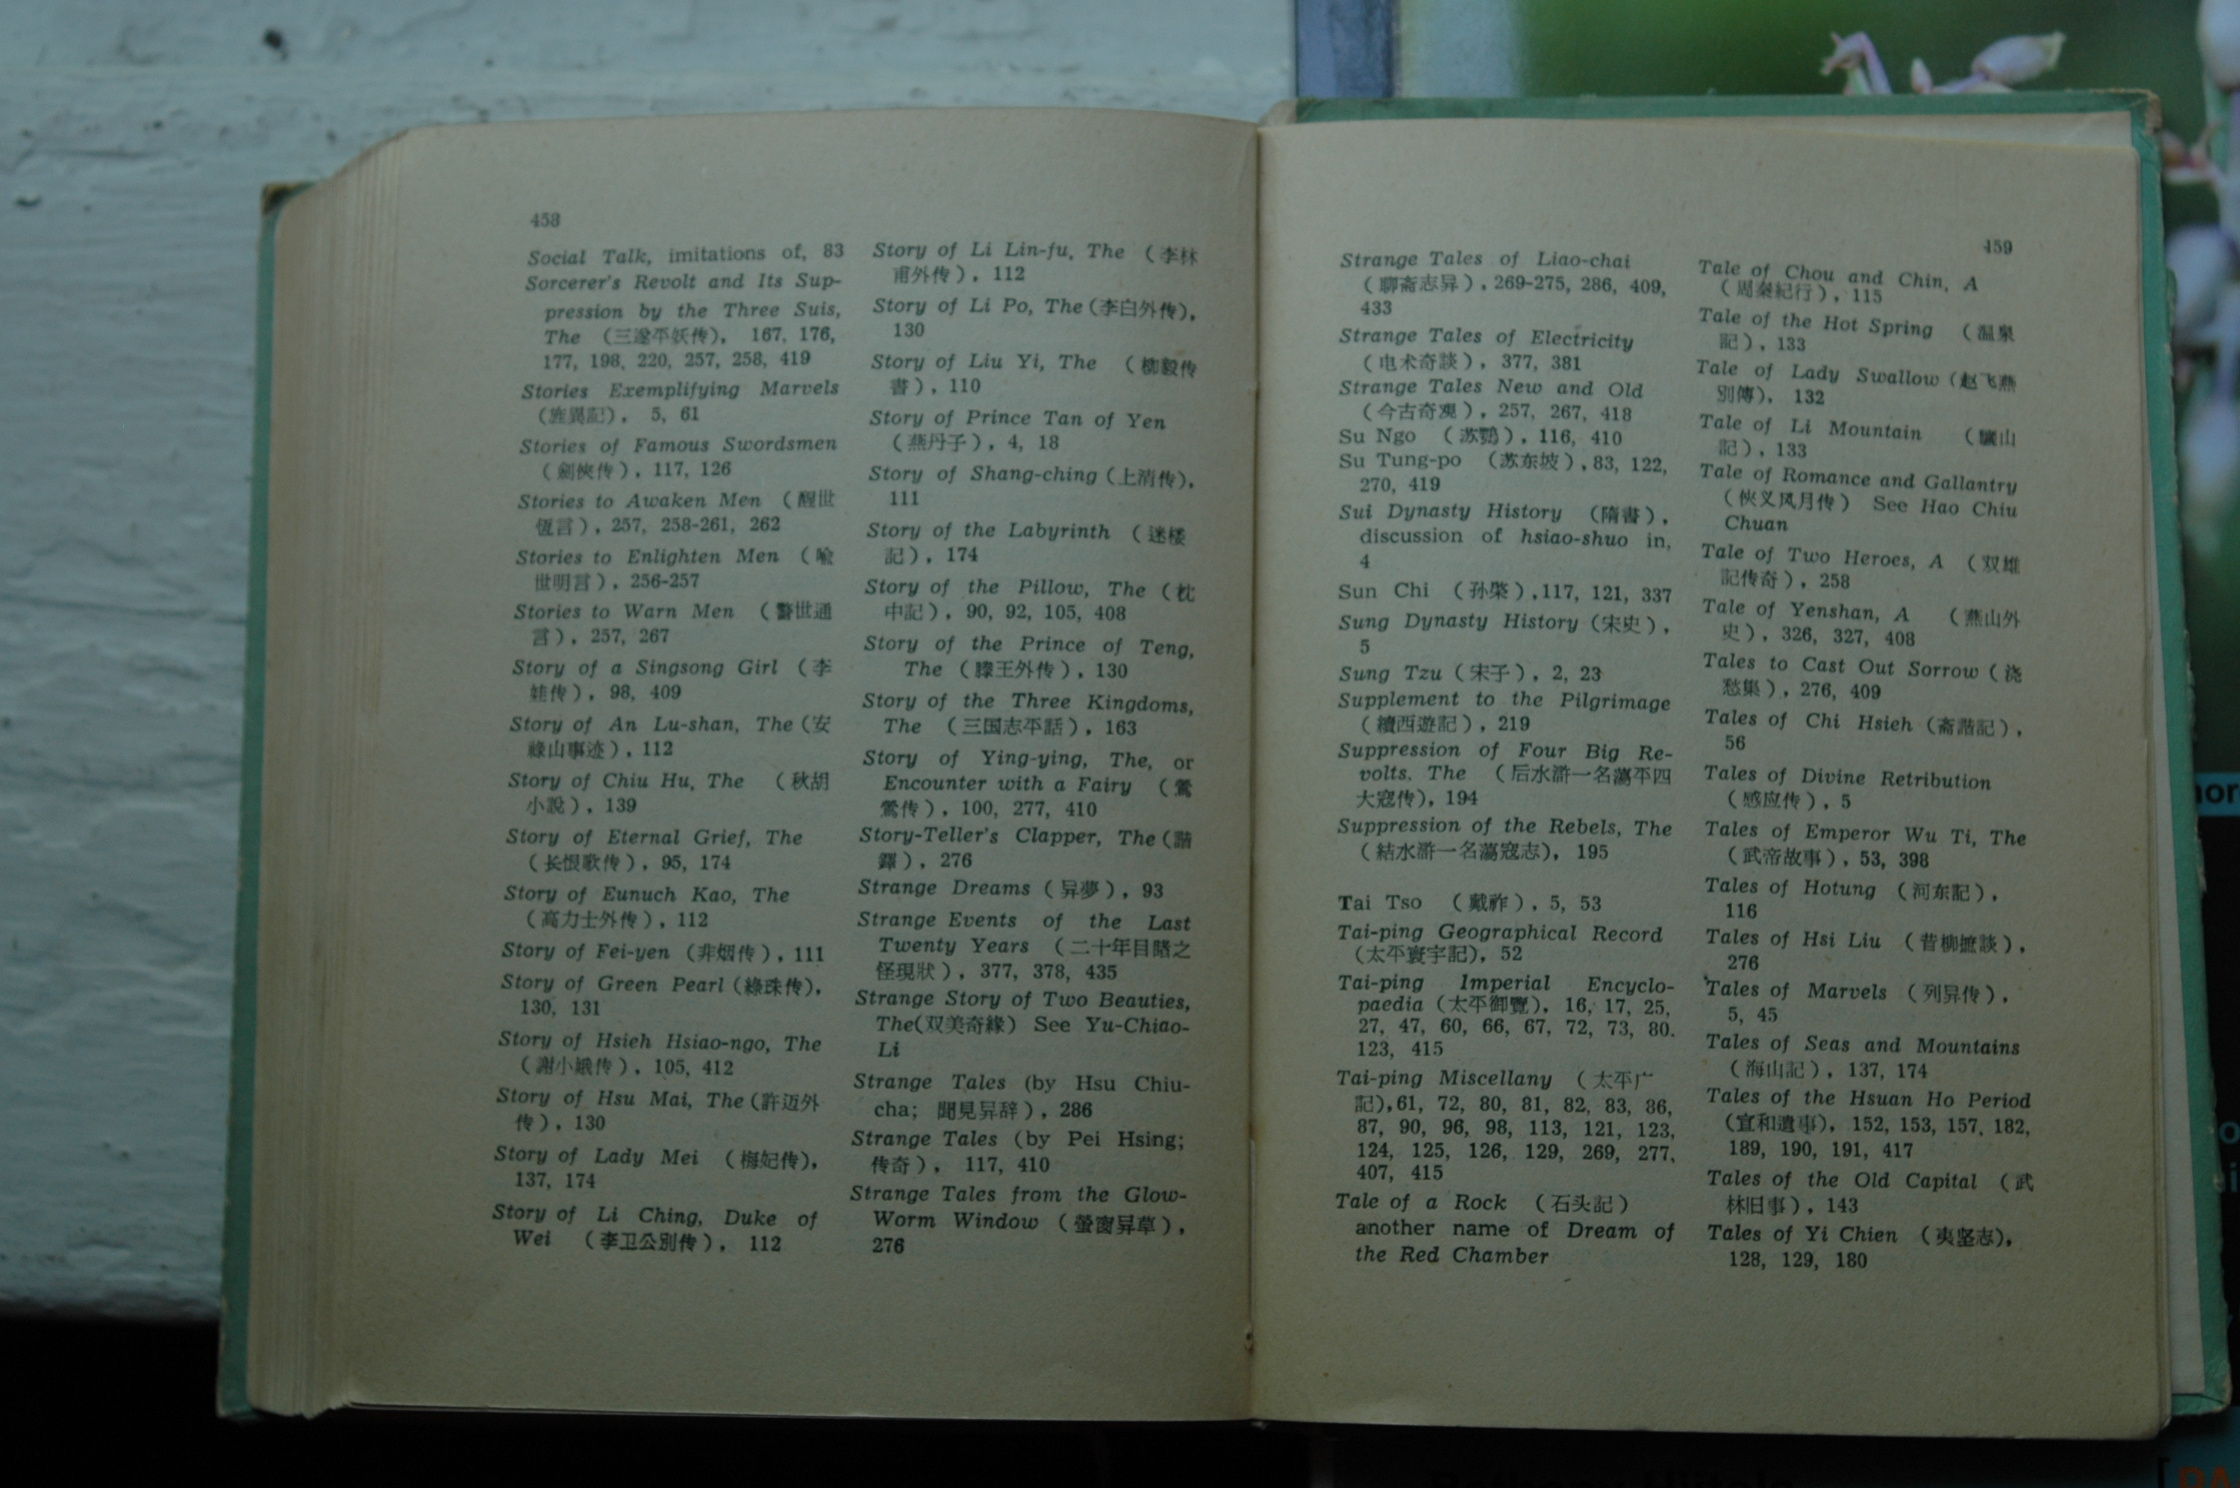 458
Social Talk, imitations of, 83
Sorcerer's Revolt and Its Sup-
pression by the Three Suis,
The (三遂平妖传), 167, 176,
177, 198, 220, 257, 258, 419
Stories Exemplifying Marvels
(旌異記), 5, 61
Stories of Famous Swordsmen
(劍俠传), 117, 126
Stories to Awaken Men (醒世
恆言), 257, 258-261, 262
Stories to Enlighten Men (喩
世明言), 256-257
Stories to Warn Men (警世通
言), 257, 267
Story of a Singsong Girl (李
娃传), 98, 409
Story of An Lu-shan, The (安
祿山事迹), 112
Story of Chiu Hu, The (秋胡
小說), 139
Story of Eternal Grief, The
(长恨歌传), 95, 174
Story of Eunuch Kao, The
(高力士外传), 112
Story of Fei-yen (非烟传), 111
Story of Green Pearl (綠珠传),
130, 131
Story of Hsieh Hsiao-ngo, The
(謝小娥传), 105, 412
Story of Hsu Mai, The (許迈外
传), 130
Story of Lady Mei (梅妃传),
137, 174
Story of Li Ching, Duke of
Wei (李卫公別传), 112
Story of Li Lin-fu, The (李林
甫外传), 112
Story of Li Po, The (李白外传),
130
Story of Liu Yi, The (柳毅传
書), 110
Story of Prince Tan of Yen
(燕丹子), 4, 18
Story of Shang-ching (上清传),
111
Story of the Labyrinth (迷楼
記), 174
Story of the Pillow, The (枕
中記), 90, 92, 105, 408
Story of the Prince of Teng,
The (滕王外传), 130
Story of the Three Kingdoms,
The (三国志平話), 163
Story of Ying-ying, The, or
Encounter with a Fairy (鶯
鶯传), 100, 277, 410
Story-Teller's Clapper, The (諧
鐸), 276
Strange Dreams (异夢), 93
Strange Events of the Last
Twenty Years (二十年目睹之
怪現狀), 377, 378, 435
Strange Story of Two Beauties,
The(双美奇緣) See Yu-Chiao-
Li
Strange Tales (by Hsu Chiu-
cha; 聞見异辞), 286
Strange Tales (by Pei Hsing;
传奇), 117, 410
Strange Tales from the Glow-
Worm Window (螢窗异草),
276
459
Strange Tales of Liao-chai
(聊斋志异), 269-275, 286, 409,
433
Strange Tales of Electricity
(电术奇談), 377, 381
Strange Tales New and Old
(今古奇观), 257, 267, 418
Su Ngo (苏鹗), 116, 410
Su Tung-po (苏东坡), 83, 122,
270, 419
Sui Dynasty History (隋書),
discussion of hsiao-shuo in,
4
Sun Chi (孙棨), 117, 121, 337
Sung Dynasty History (宋史),
5
Sung Tzu (宋子), 2, 23
Supplement to the Pilgrimage
(續西遊記), 219
Suppression of Four Big Re-
volts, The (后水滸一名蕩平四
大寇传), 194
Suppression of the Rebels, The
(結水滸一名蕩寇志), 195
Tai Tso (戴祚), 5, 53
Tai-ping Geographical Record
(太平寰宇記), 52
Tai-ping Imperial Encyclo-
paedia (太平御覽), 16, 17, 25,
27, 47, 60, 66, 67, 72, 73, 80,
123, 415
Tai-ping Miscellany (太平广
記), 61, 72, 80, 81, 82, 83, 86,
87, 90, 96, 98, 113, 121, 123,
124, 125, 126, 129, 269, 277,
407, 415
Tale of a Rock (石头記)
another name of Dream of
the Red Chamber
Tale of Chou and Chin, A
(周秦紀行), 115
Tale of the Hot Spring (温泉
記), 133
Tale of Lady Swallow (赵飞燕
別傳), 132
Tale of Li Mountain (驪山
記), 133
Tale of Romance and Gallantry
(俠义风月传) See Hao Chiu
Chuan
Tale of Two Heroes, A (双雄
記传奇), 258
Tale of Yenshan, A (燕山外
史), 326, 327, 408
Tales to Cast Out Sorrow (浇
愁集), 276, 409
Tales of Chi Hsieh (斋諧記),
56
Tales of Divine Retribution
(感应传), 5
Tales of Emperor Wu Ti, The
(武帝故事), 53, 398
Tales of Hotung (河东記),
116
Tales of Hsi Liu (昔柳摭談),
276
Tales of Marvels (列异传),
5, 45
Tales of Seas and Mountains
(海山記), 137, 174
Tales of the Hsuan Ho Period
(宣和遺事), 152, 153, 157, 182,
189, 190, 191, 417
Tales of the Old Capital (武
林旧事), 143
Tales of Yi Chien (夷坚志),
128, 129, 180